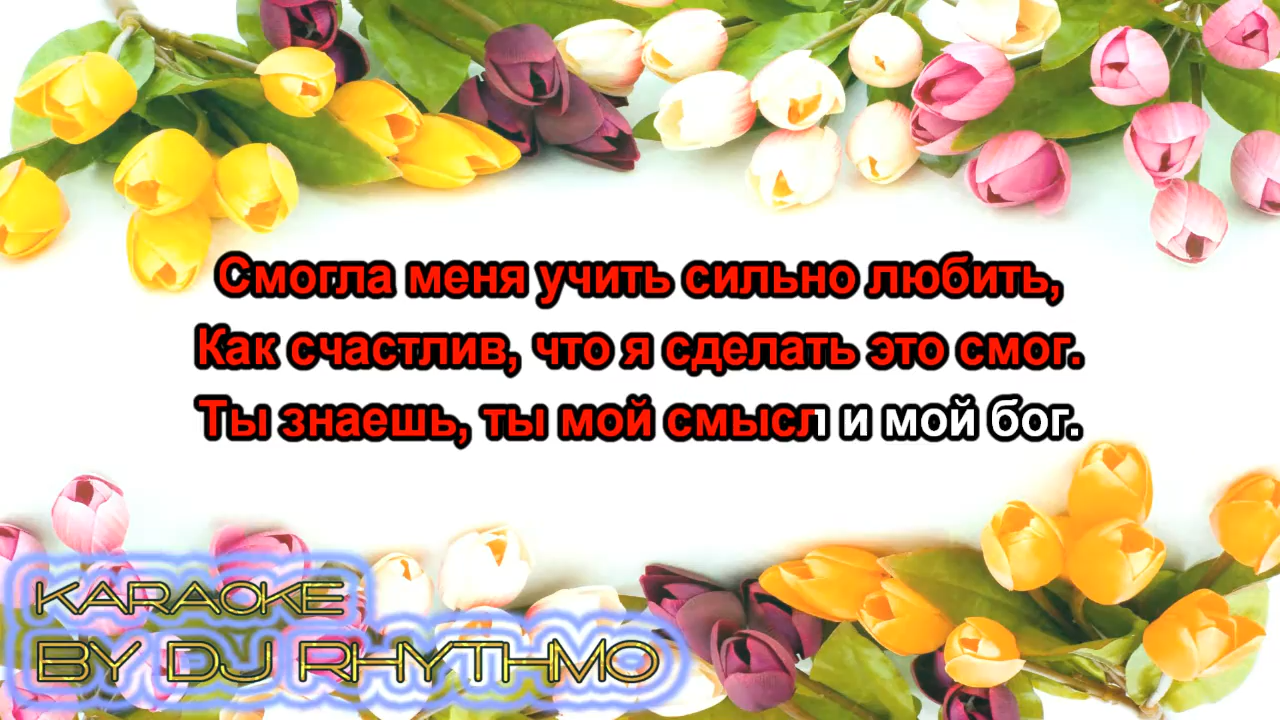 Смогла меня учить сильно любить,
Как счастлив, что я сделать это смог.
Ты знаешь, ты мой смысл и мой бог.
KARAOKE
BY DJ RHYTHMO